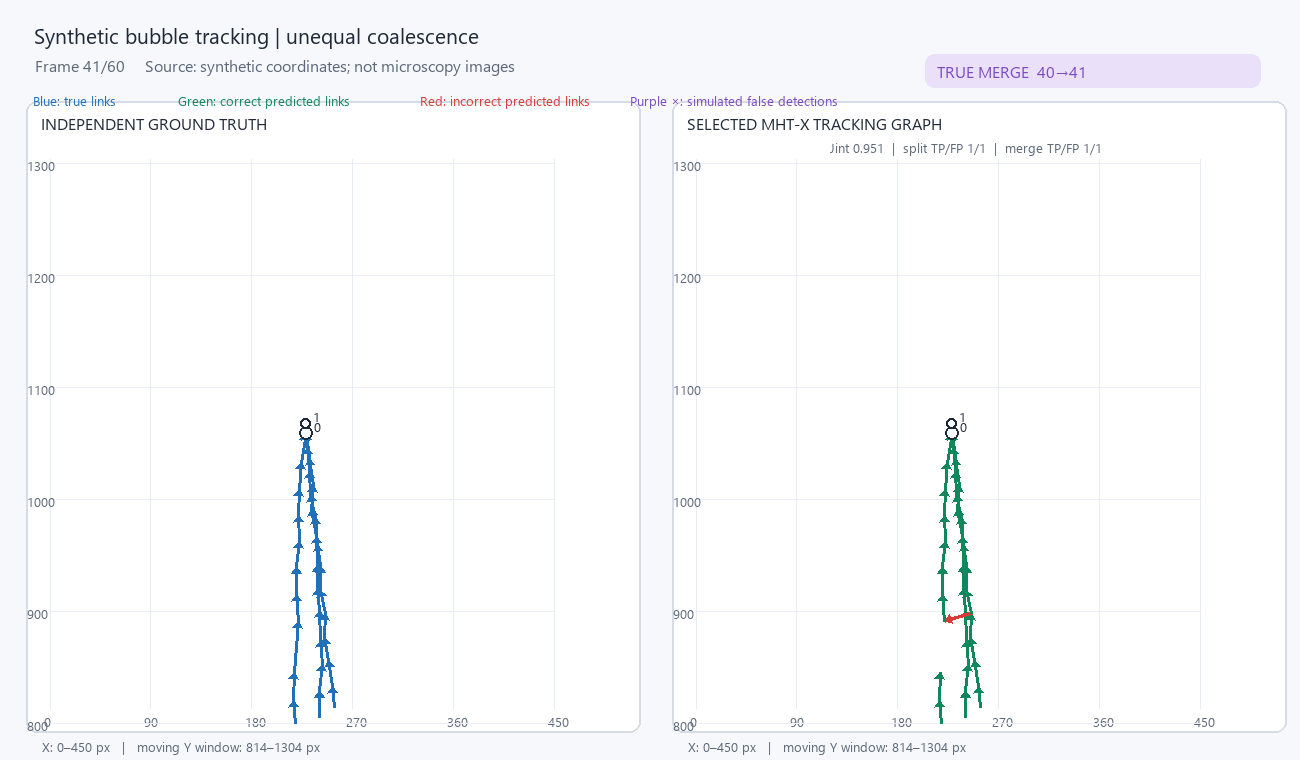 Synthetic bubble tracking | unequal coalescence
Frame 41/60 Source: synthetic coordinates; not microscopy images
TRUE MERGE 40→41
Blue: true links Green: correct predicted links Red: incorrect predicted links Purple ×: simulated false detections
INDEPENDENT GROUND TRUTH
1300
1200
1100
1
0
1000
900
800
0 90 180 270 360 450
X: 0–450 px | moving Y window: 814–1304 px
SELECTED MHT-X TRACKING GRAPH
Jint 0.951 | split TP/FP 1/1 | merge TP/FP 1/1
1300
1200
1100
1
0
1000
900
800
0 90 180 270 360 450
X: 0–450 px | moving Y window: 814–1304 px